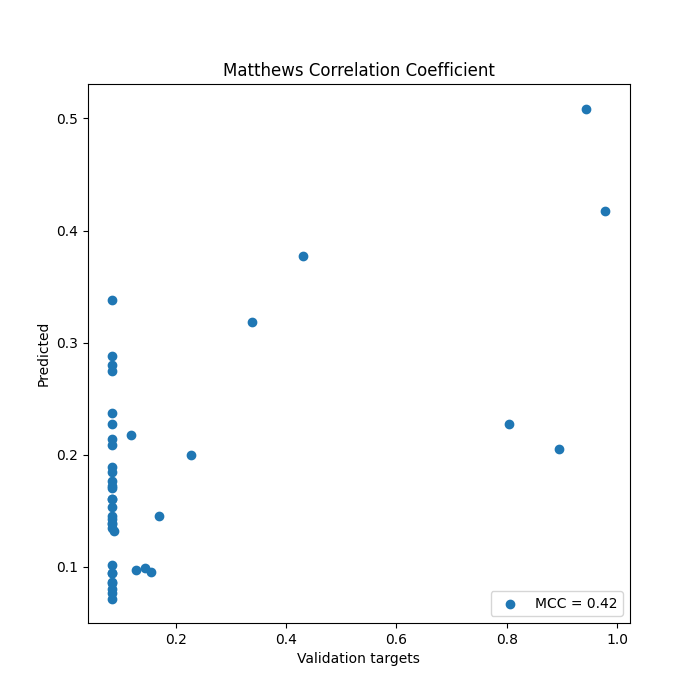 Matthews Correlation Coefficient
0.5
0.4
0.3
0.2
0.1
Predicted
0.2 0.4 0.6 0.8 1.0
Validation targets
MCC = 0.42